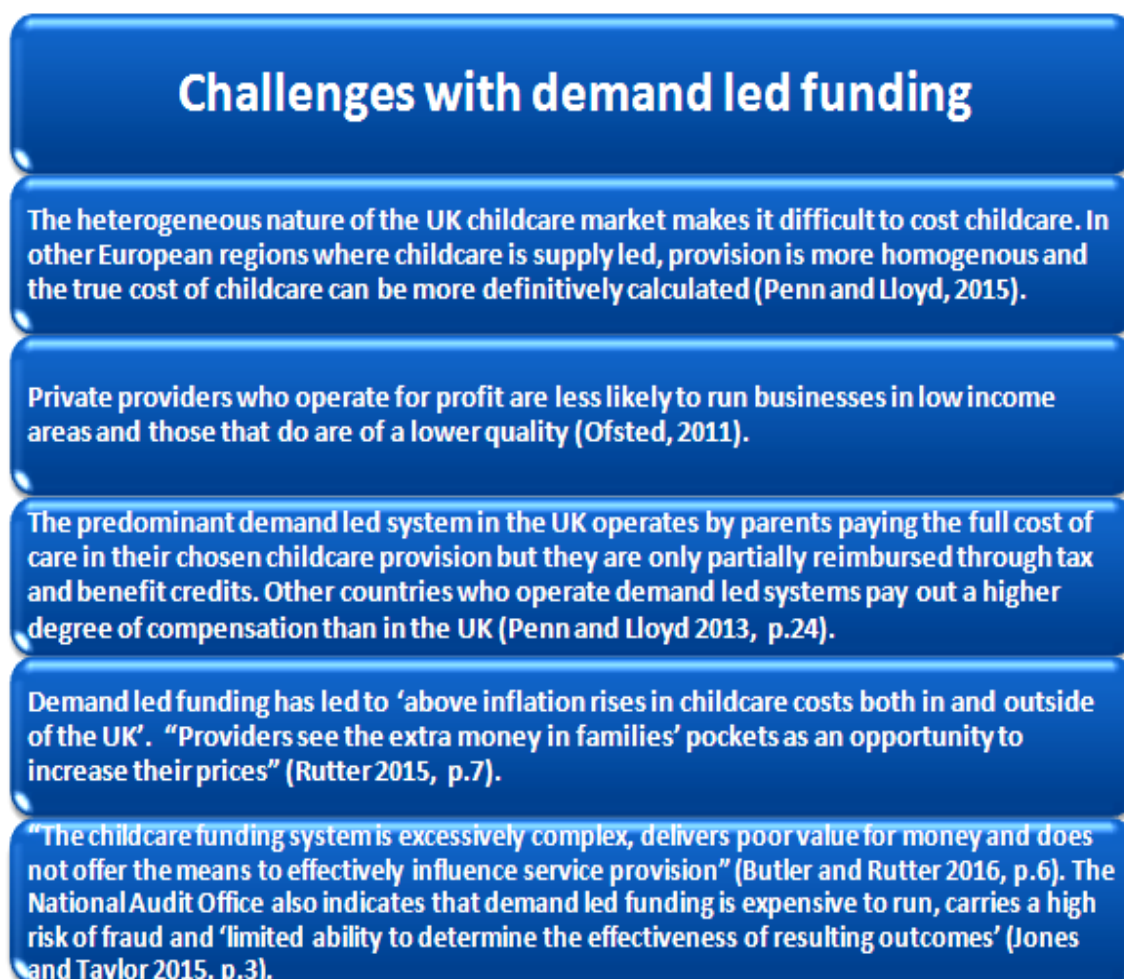 Challenges with demand led funding
The heterogeneous nature of the UK childcare market makes it difficult to cost childcare. In
other European regions where childcare is supply led, provision is more homogenous and
the true cost of childcare can be more definitively calculated (Penn and Lloyd, 2015).
Private providers who operate for profit are less likely to run businesses in low income
areas and those that do are of a lower quality (Ofsted, 2011).
The predominant demand led system in the UK operates by parents paying the full cost of
care in their chosen childcare provision but they are only partially reimbursed through tax
and benefit credits. Other countries who operate demand led systems pay out a higher
degree of compensation than in the UK (Penn and Lloyd 2013, p.24).
Demand led funding has led to ‘above inflation rises in childcare costs both in and outside
of the UK’. “Providers see the extra money in families’ pockets as an opportunity to
increase their prices” (Rutter 2015, p.7).
“The childcare funding system is excessively complex, delivers poor value for money and does
not offer the means to effectively influence service provision” (Butler and Rutter 2016, p.6). The
National Audit Office also indicates that demand led funding is expensive to run, carries a high
risk of fraud and ‘limited ability to determine the effectiveness of resulting outcomes’ (Jones
and Taylor 2015, p.3).